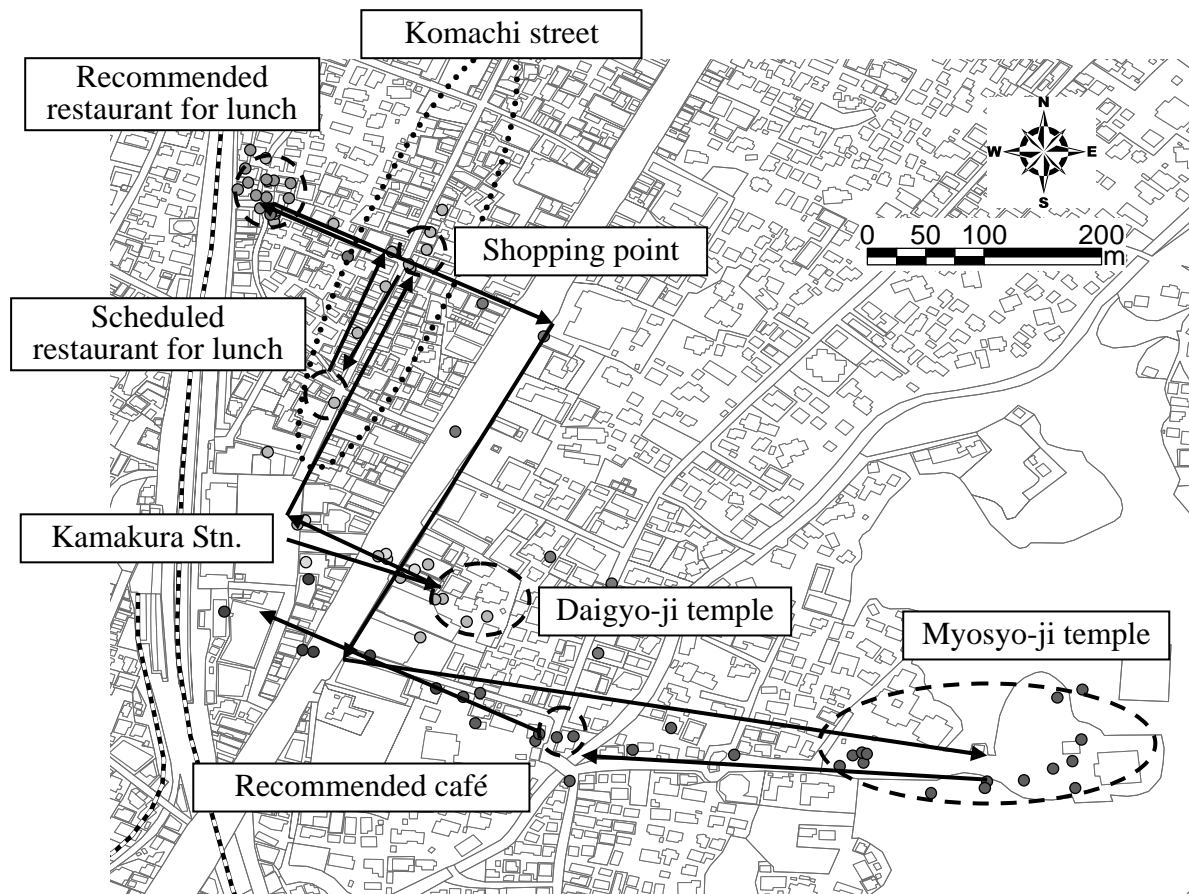 Komachi street
Recommended
restaurant for lunch
N
W
E
S
0
50
100
200
m
Shopping point
Scheduled
restaurant for lunch
Kamakura Stn.
Daigyo-ji temple
Myosyo-ji temple
Recommended café